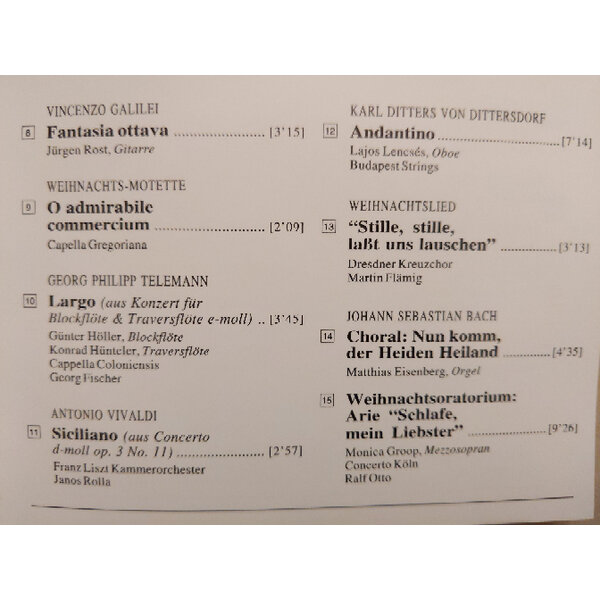 VINCENZO GALILEI
8 Fantasia ottava .................... [3'15]
Jürgen Rost, Gitarre
WEIHNACHTS-MOTETTE
9 O admirabile
commercium ........................ [2'09]
Capella Gregoriana
GEORG PHILIPP TELEMANN
10 Largo (aus Konzert für
Blockflöte & Traversflöte e-moll) .. [3'45]
Günter Höller, Blockflöte
Konrad Hünteler, Traversflöte
Cappella Coloniensis
Georg Fischer
ANTONIO VIVALDI
11 Siciliano (aus Concerto
d-moll op. 3 No. 11) ..................... [2'57]
Franz Liszt Kammerorchester
Janos Rolla
KARL DITTERS VON DITTERSDORF
12 Andantino ............................. [7'14]
Lajos Lencsés, Oboe
Budapest Strings
WEIHNACHTSLIED
13 “Stille, stille,
laßt uns lauschen” .............. [3'13]
Dresdner Kreuzchor
Martin Flämig
JOHANN SEBASTIAN BACH
14 Choral: Nun komm,
der Heiden Heiland ............ [4'35]
Matthias Eisenberg, Orgel
15 Weihnachtsoratorium:
Arie “Schlafe,
mein Liebster” .................... [9'26]
Monica Groop, Mezzosopran
Concerto Köln
Ralf Otto